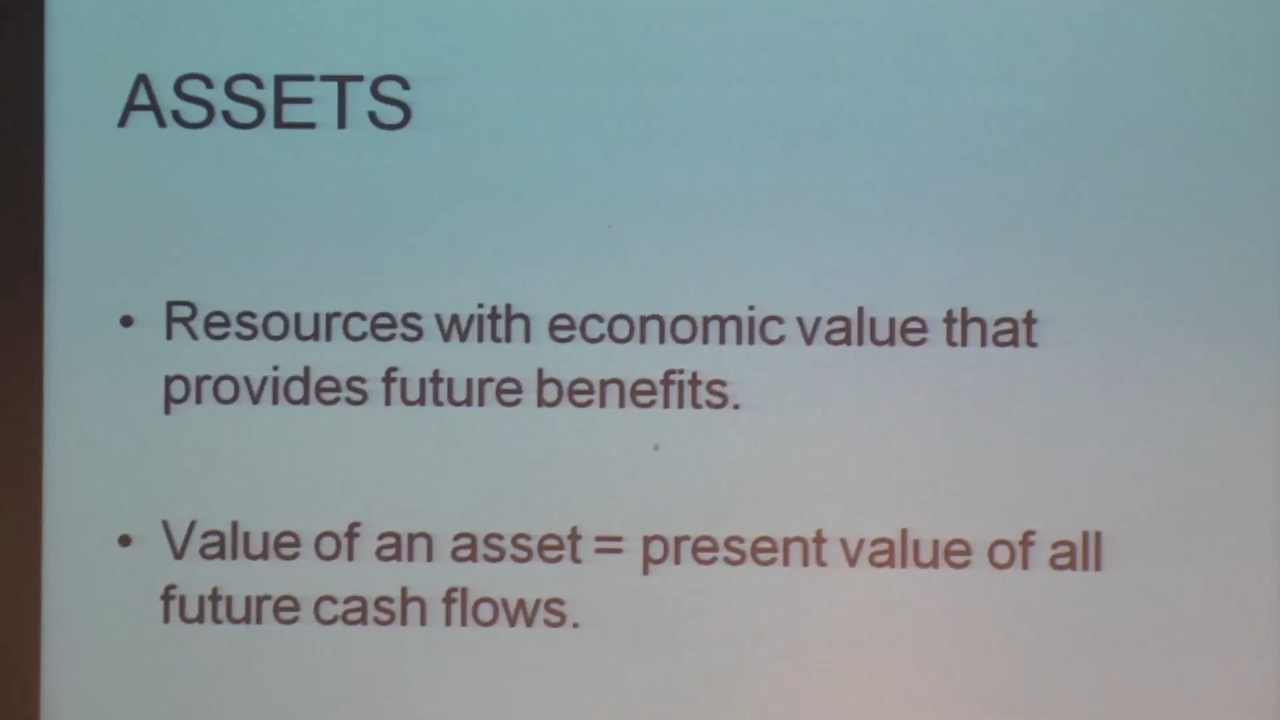 ASSETS
• Resources with economic value that
provides future benefits.
• Value of an asset = present value of all
future cash flows.